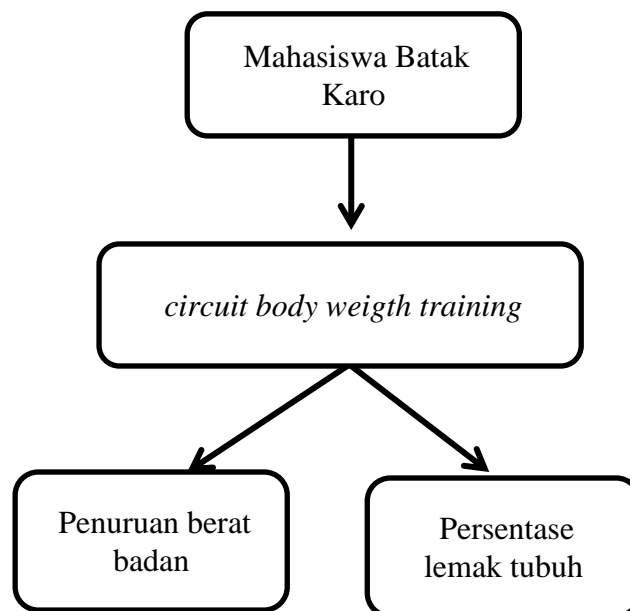 Mahasiswa Batak
Karo
circuit body weigth training
Penuruan berat
badan
Persentase
lemak tubuh